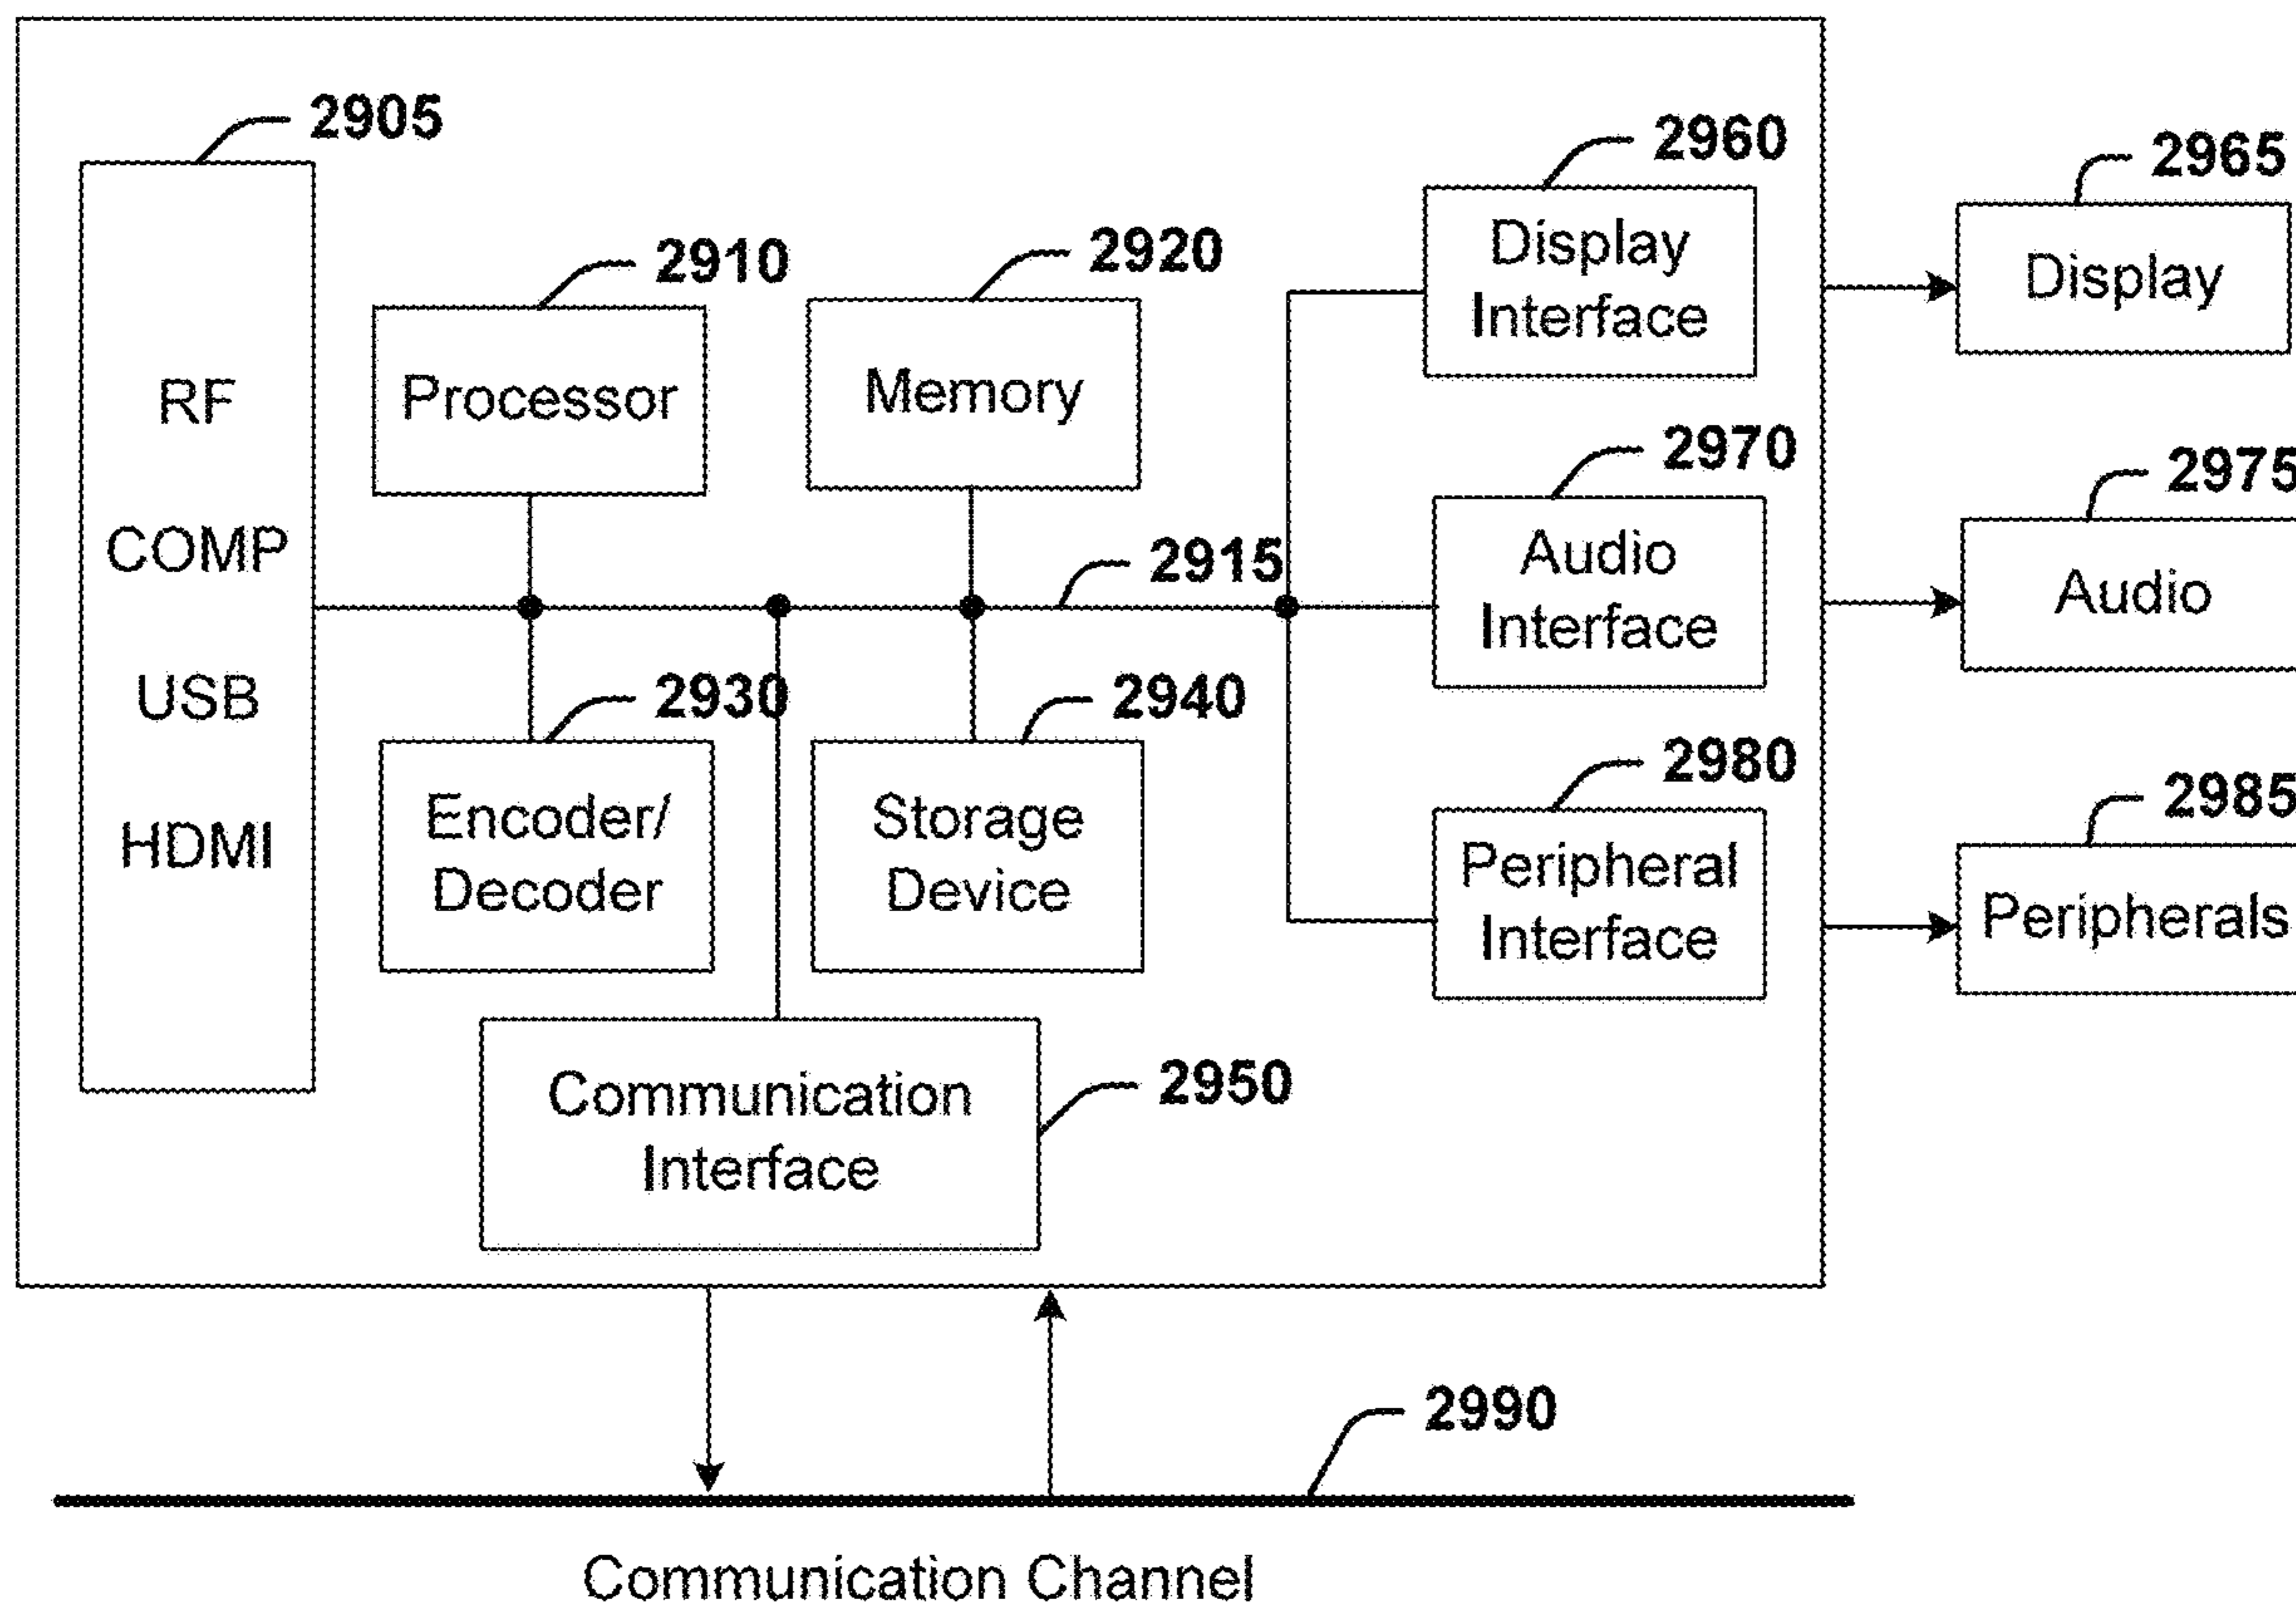 2905
RF
COMP
USB
HDMI
2910
Processor
2920
Memory
2915
2930
Encoder/
Decoder
2940
Storage
Device
Communication
Interface
2950
2960
Display
Interface
2970
Audio
Interface
2980
Peripheral
Interface
2965
Display
2975
Audio
2985
Peripherals
2990
Communication Channel